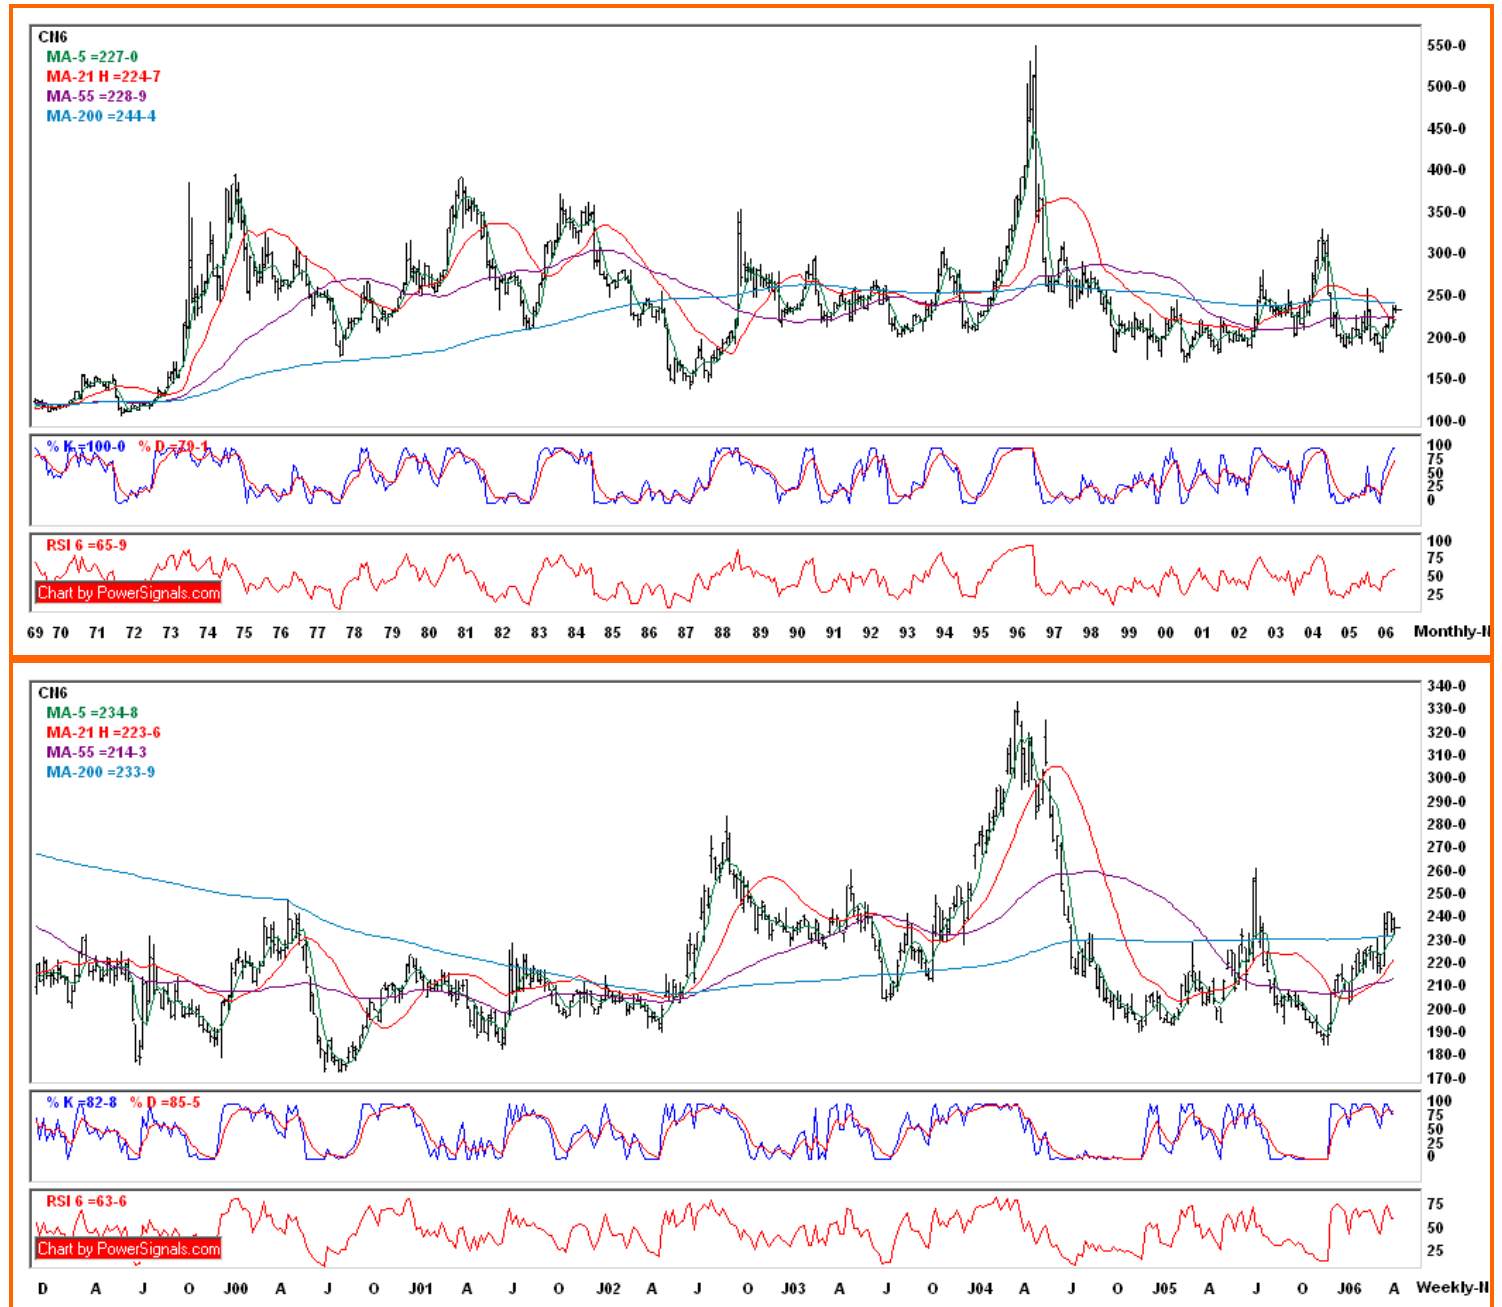 CN6
MA-5 =227-0
MA-21 H =224-7
MA-55 =228-9
MA-200 =244-4
550-0
500-0
450-0
400-0
350-0
300-0
250-0
200-0
150-0
100-0
% K =100-0 % D =79-1
100
75
50
25
0
RSI 6 =65-9
100
75
50
25
Chart by PowerSignals.com
69 70 71 72 73 74 75 76 77 78 79 80 81 82 83 84 85 86 87 88 89 90 91 92 93 94 95 96 97 98 99 00 01 02 03 04 05 06 Monthly-N
CN6
MA-5 =234-8
MA-21 H =223-6
MA-55 =214-3
MA-200 =233-9
340-0
330-0
320-0
310-0
300-0
290-0
280-0
270-0
260-0
250-0
240-0
230-0
220-0
210-0
200-0
190-0
180-0
170-0
% K =82-8 % D =85-5
100
75
50
25
0
RSI 6 =63-6
75
50
25
Chart by PowerSignals.com
D A J O J00 A J O J01 A J O J02 A J O J03 A J O J04 A J O J05 A J O J06 A Weekly-N